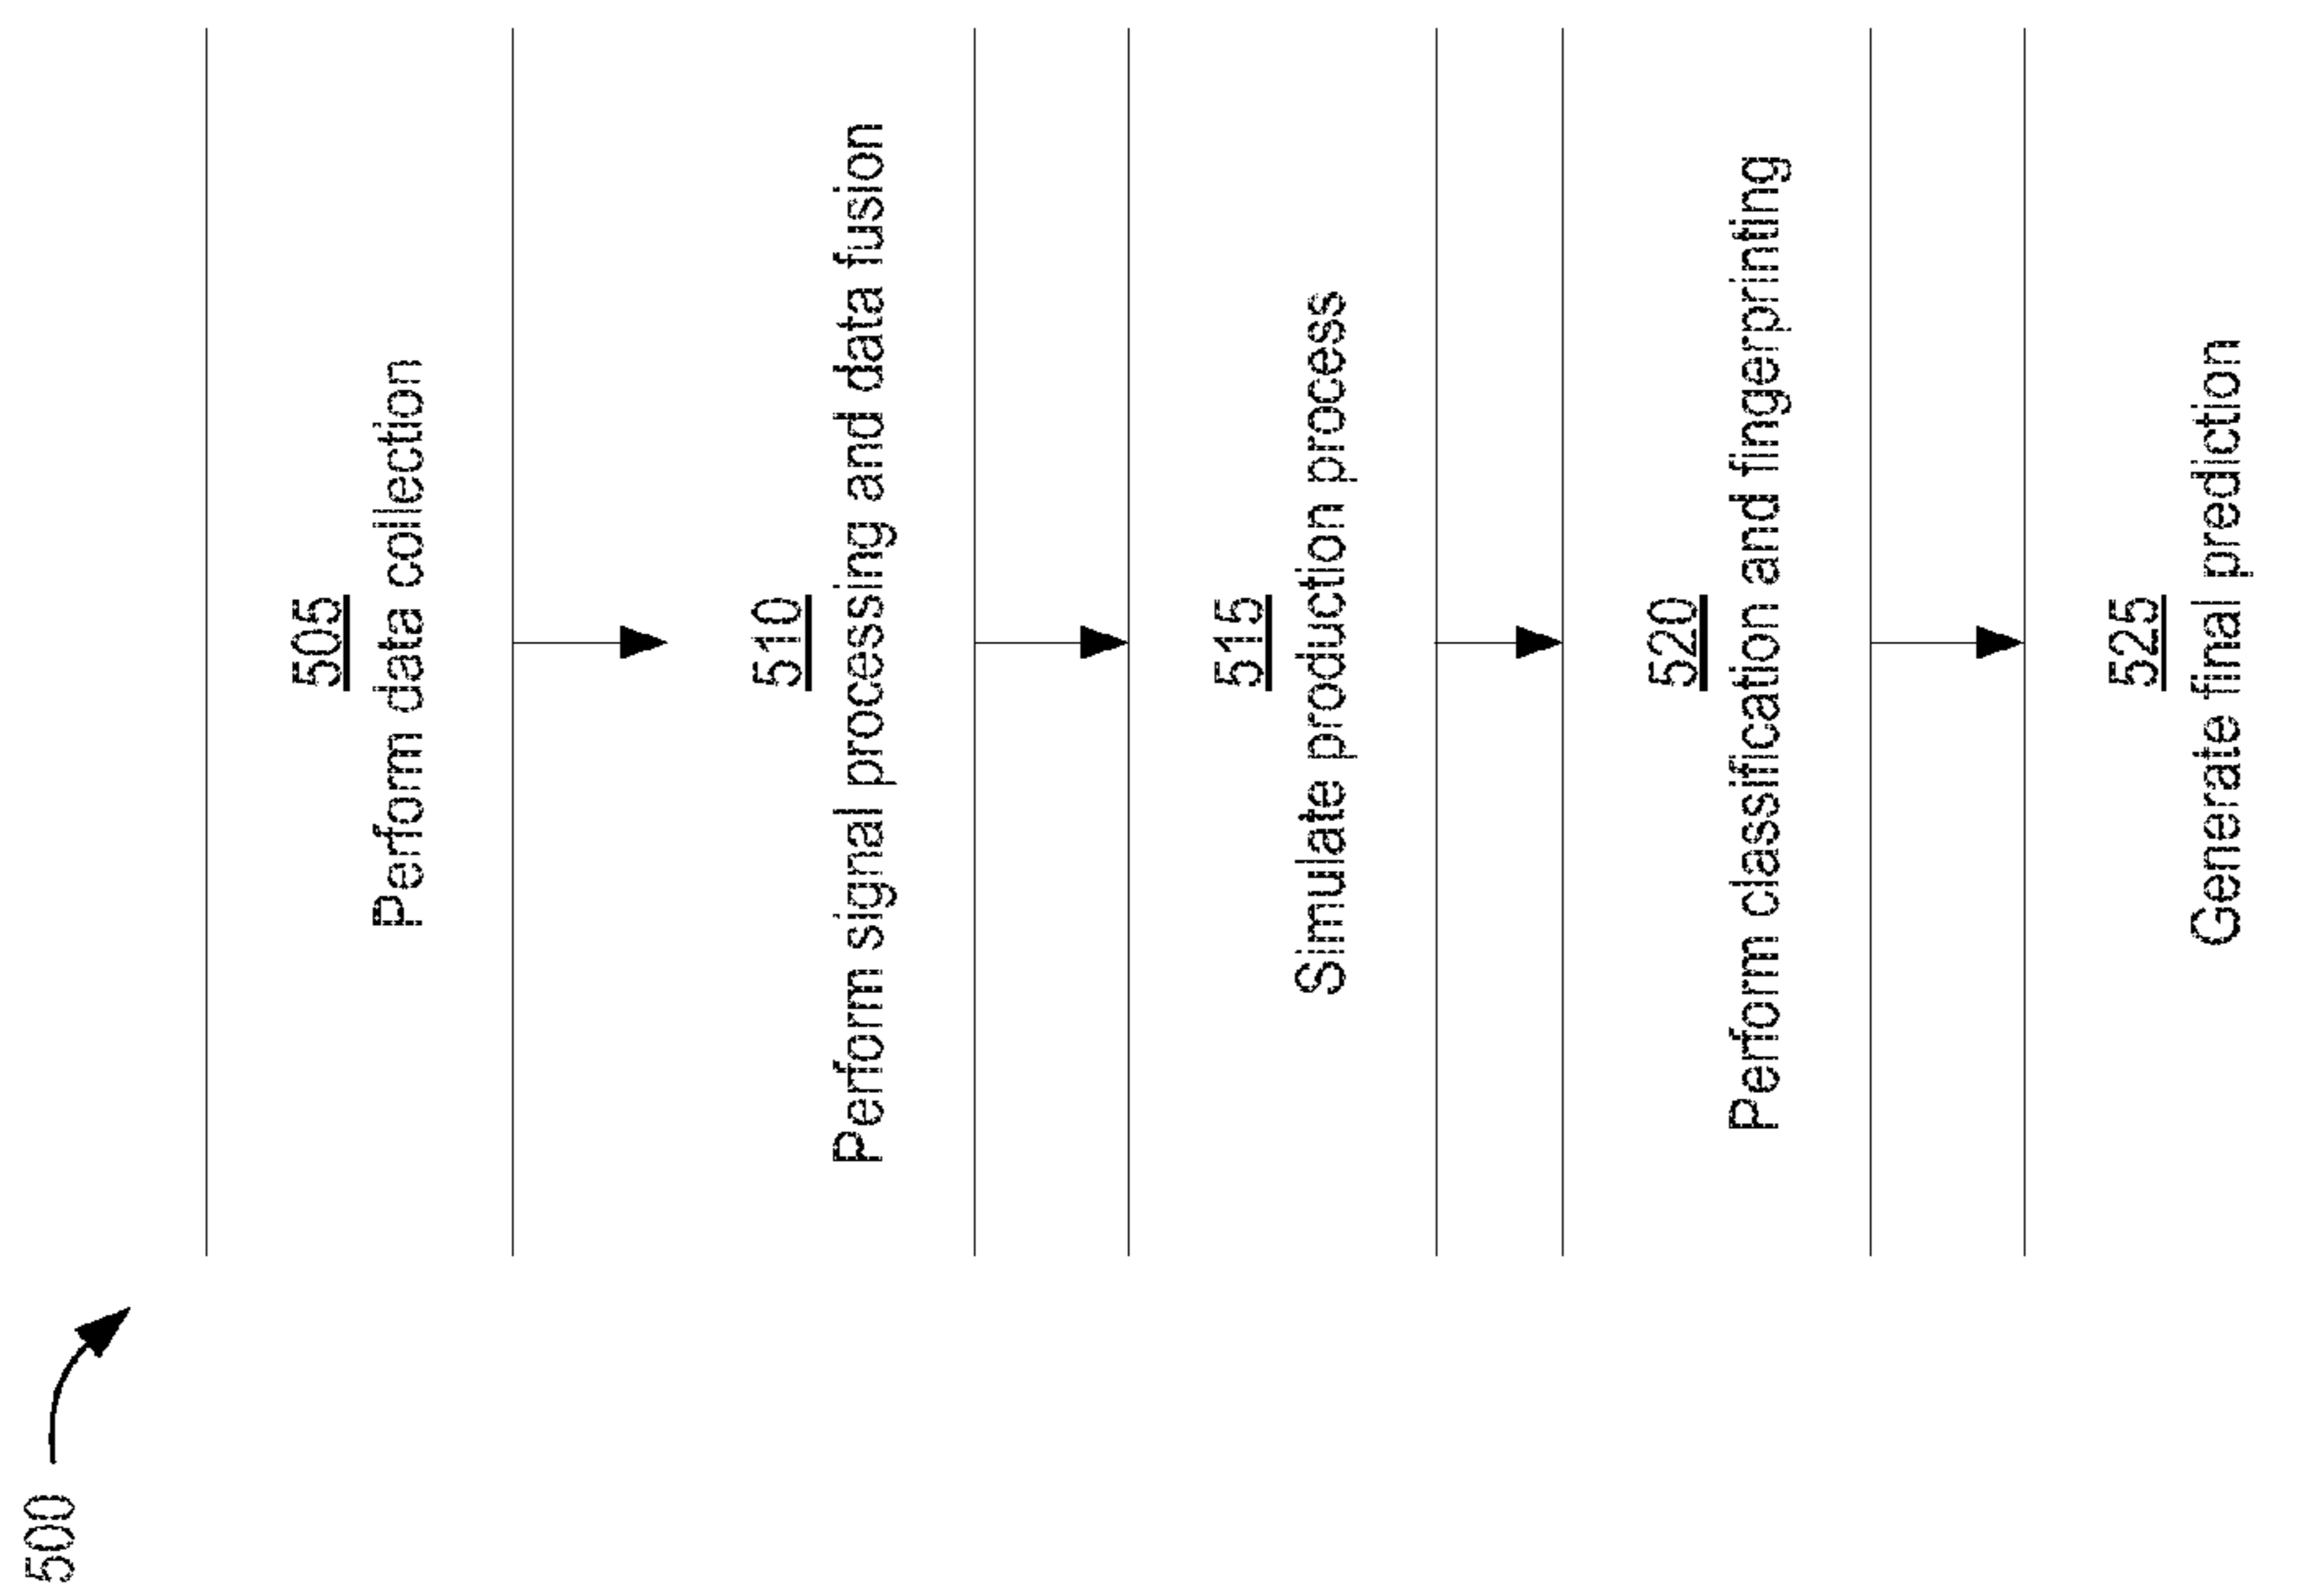 500
505
Perform data collection
510
Perform signal processing and data fusion
515
Simulate production process
520
Perform classification and fingerprinting
525
Generate final prediction